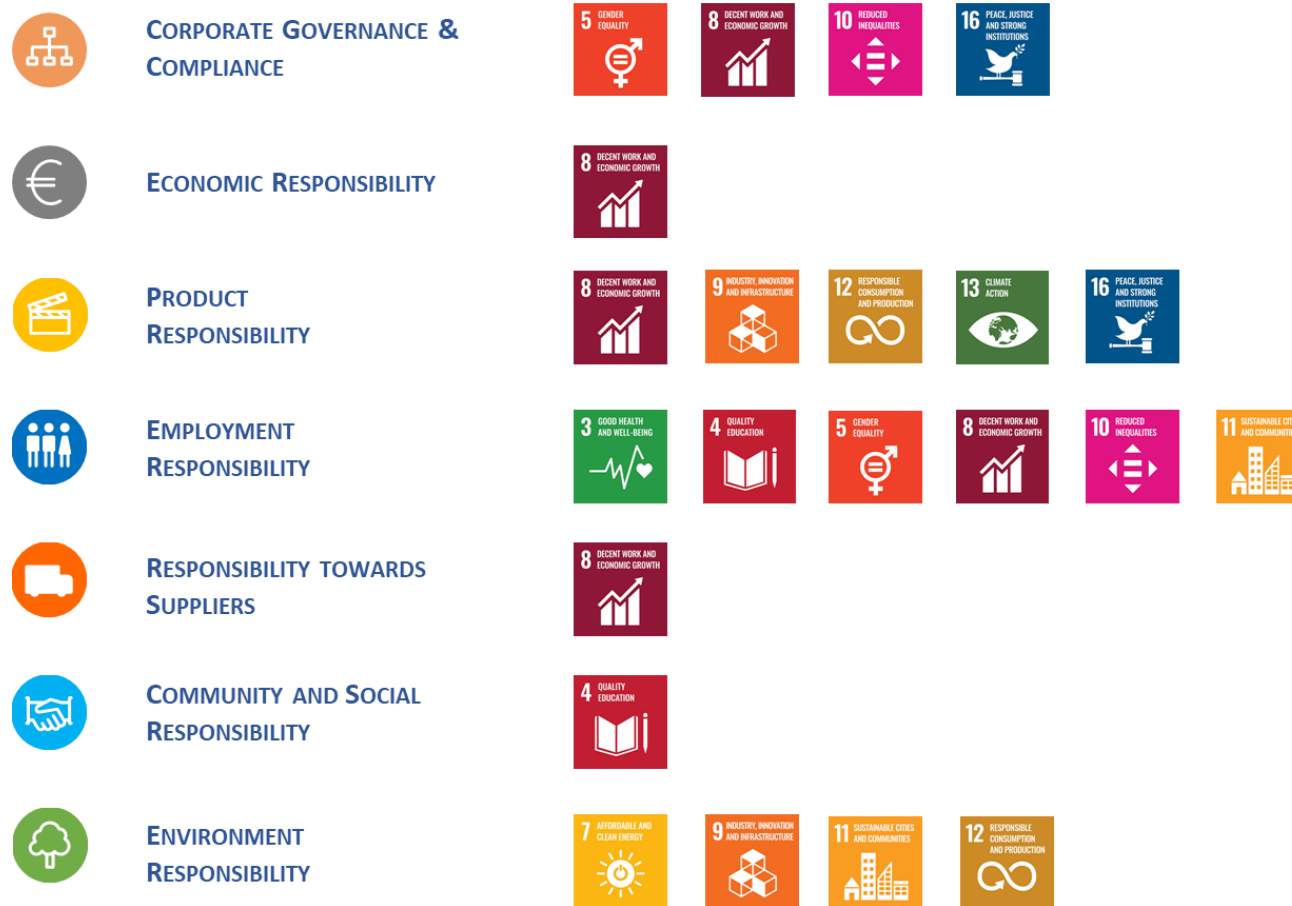 CORPORATE GOVERNANCE &
COMPLIANCE
5 GENDER
EQUALITY
8 DECENT WORK AND
ECONOMIC GROWTH
10 REDUCED
INEQUALITIES
16 PEACE, JUSTICE
AND STRONG
INSTITUTIONS
€
ECONOMIC RESPONSIBILITY
8 DECENT WORK AND
ECONOMIC GROWTH
PRODUCT
RESPONSIBILITY
8 DECENT WORK AND
ECONOMIC GROWTH
9 INDUSTRY, INNOVATION
AND INFRASTRUCTURE
12 RESPONSIBLE
CONSUMPTION
AND PRODUCTION
13 CLIMATE
ACTION
16 PEACE, JUSTICE
AND STRONG
INSTITUTIONS
EMPLOYMENT
RESPONSIBILITY
3 GOOD HEALTH
AND WELL-BEING
4 QUALITY
EDUCATION
5 GENDER
EQUALITY
8 DECENT WORK AND
ECONOMIC GROWTH
10 REDUCED
INEQUALITIES
11 SUSTAINABLE
AND
RESPONSIBILITY TOWARDS
SUPPLIERS
8 DECENT WORK AND
ECONOMIC GROWTH
COMMUNITY AND SOCIAL
RESPONSIBILITY
4 QUALITY
EDUCATION
ENVIRONMENT
RESPONSIBILITY
7 AFFORDABLE AND
CLEAN ENERGY
9 INDUSTRY, INNOVATION
AND INFRASTRUCTURE
11 SUSTAINABLE CITIES
AND COMMUNITIES
12 RESPONSIBLE
CONSUMPTION
AND PRODUCTION